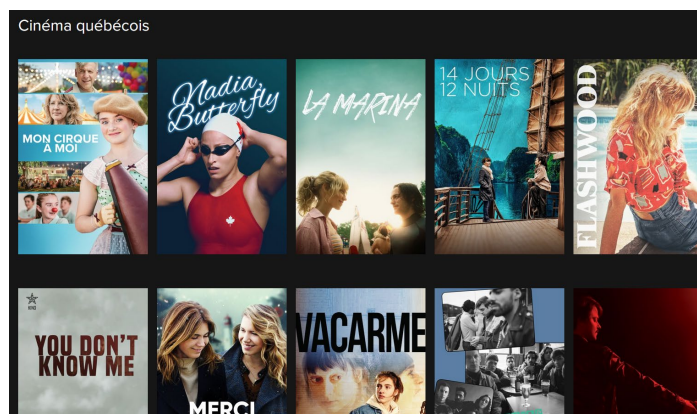 Cinéma québécois
MON CIRQUE
À MOI
Nadia
Butterfly
LA MARINA
14 JOURS
12 NUITS
FLASHWOOD
YOU DON'T
KNOW ME
MERCI
VACARME